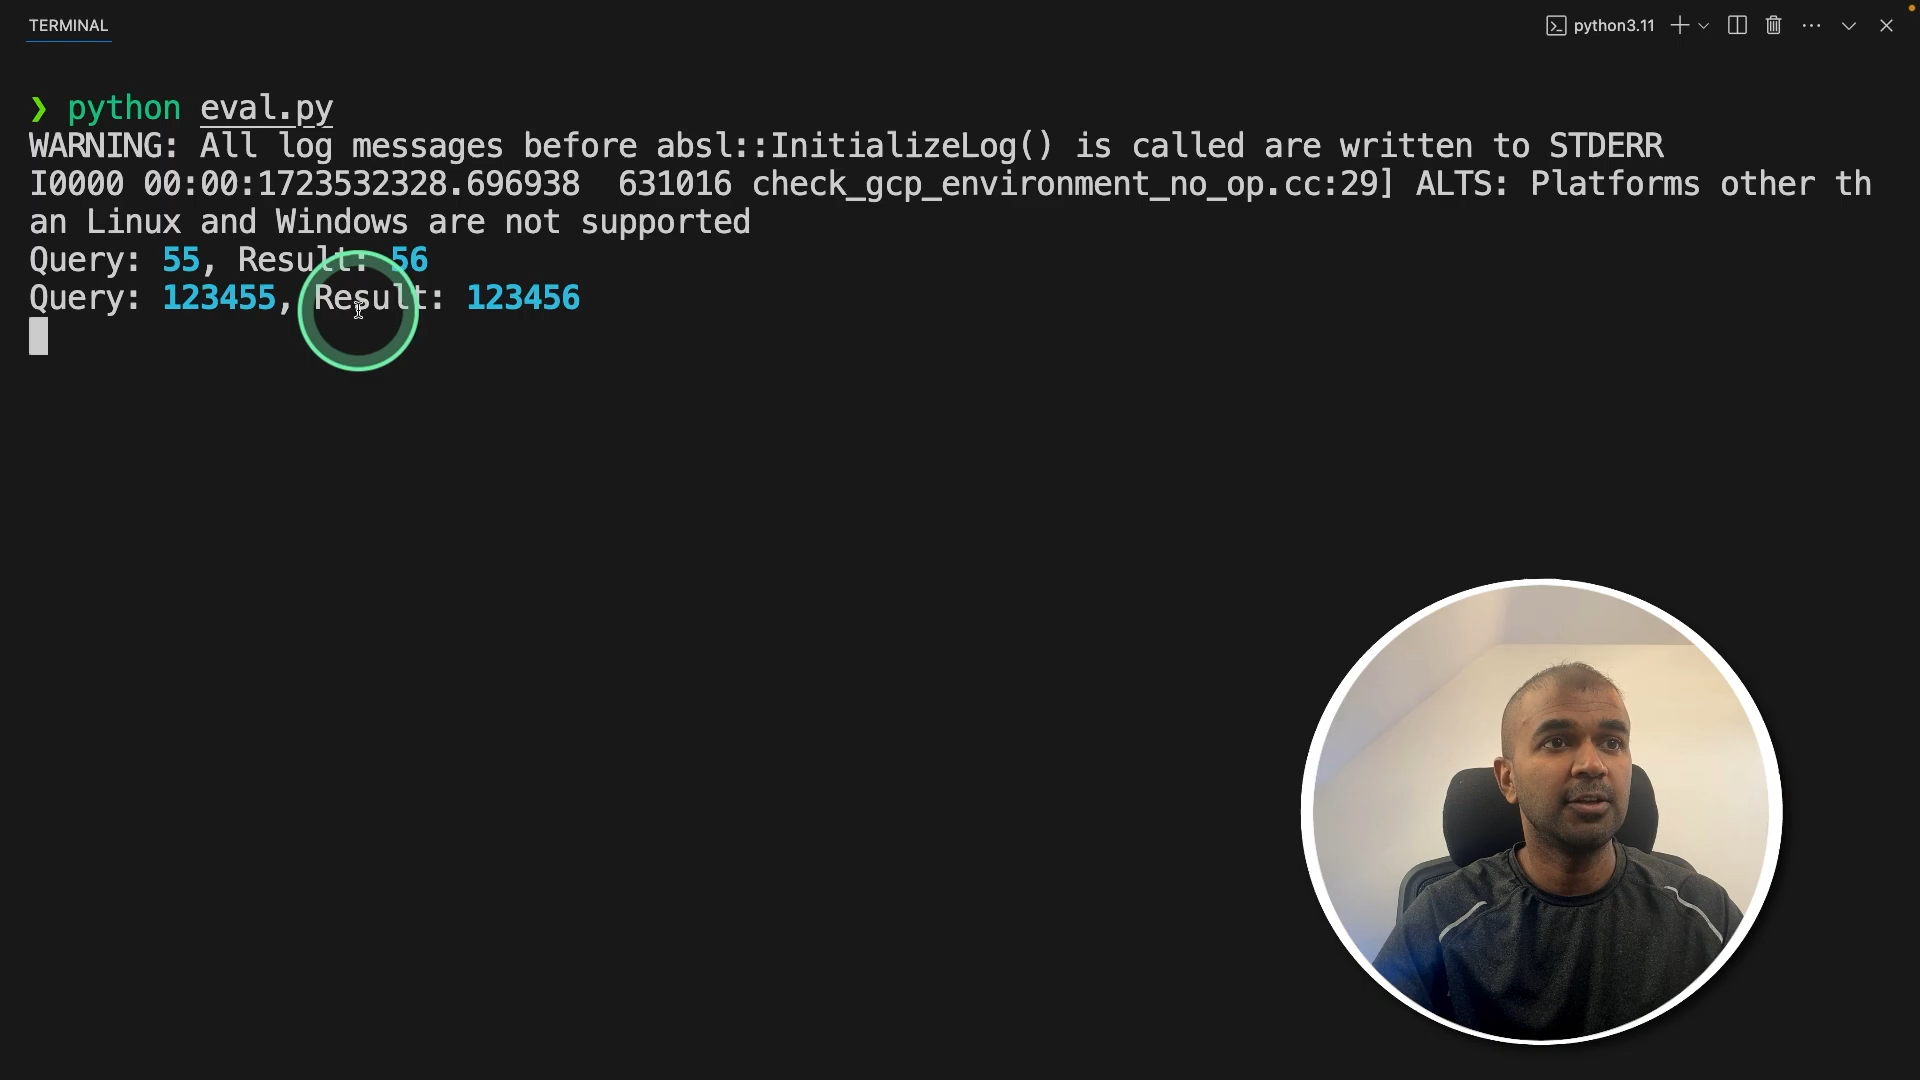 TERMINAL
python3.11
❯ python eval.py
WARNING: All log messages before absl::InitializeLog() is called are written to STDERR
I0000 00:00:1723532328.696938  631016 check_gcp_environment_no_op.cc:29] ALTS: Platforms other th
an Linux and Windows are not supported
Query: 55, Result: 56
Query: 123455, Result: 123456